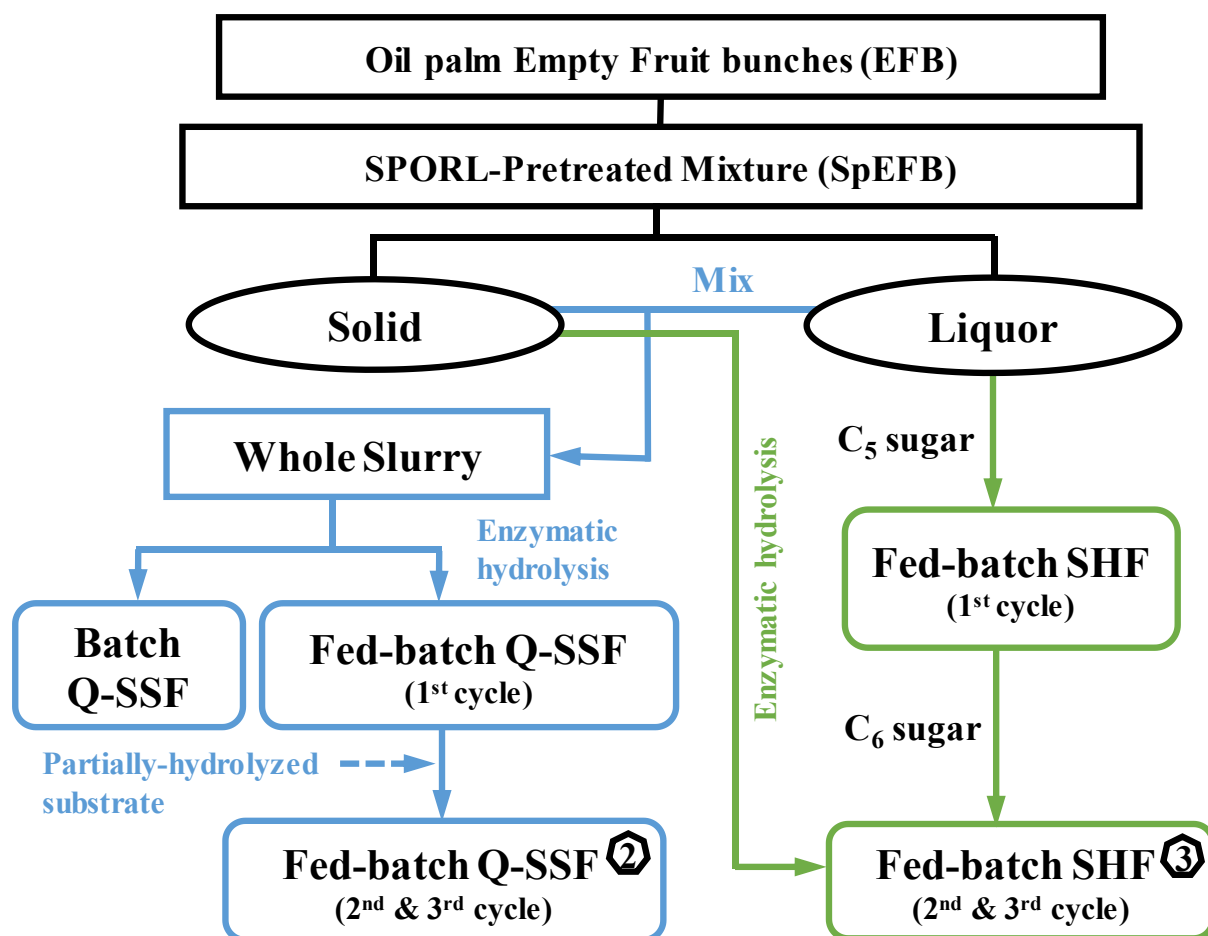 Oil palm Empty Fruit bunches (EFB)
SPORL-Pretreated Mixture (SpEFB)
Mix
Solid
Liquor
Whole Slurry
C5 sugar
Enzymatic
hydrolysis
Enzymatic hydrolysis
Fed-batch SHF
(1st cycle)
Batch
Q-SSF
Fed-batch Q-SSF
(1st cycle)
C6 sugar
Partially-hydrolyzed
substrate
Fed-batch Q-SSF 2
(2nd & 3rd cycle)
Fed-batch SHF 3
(2nd & 3rd cycle)